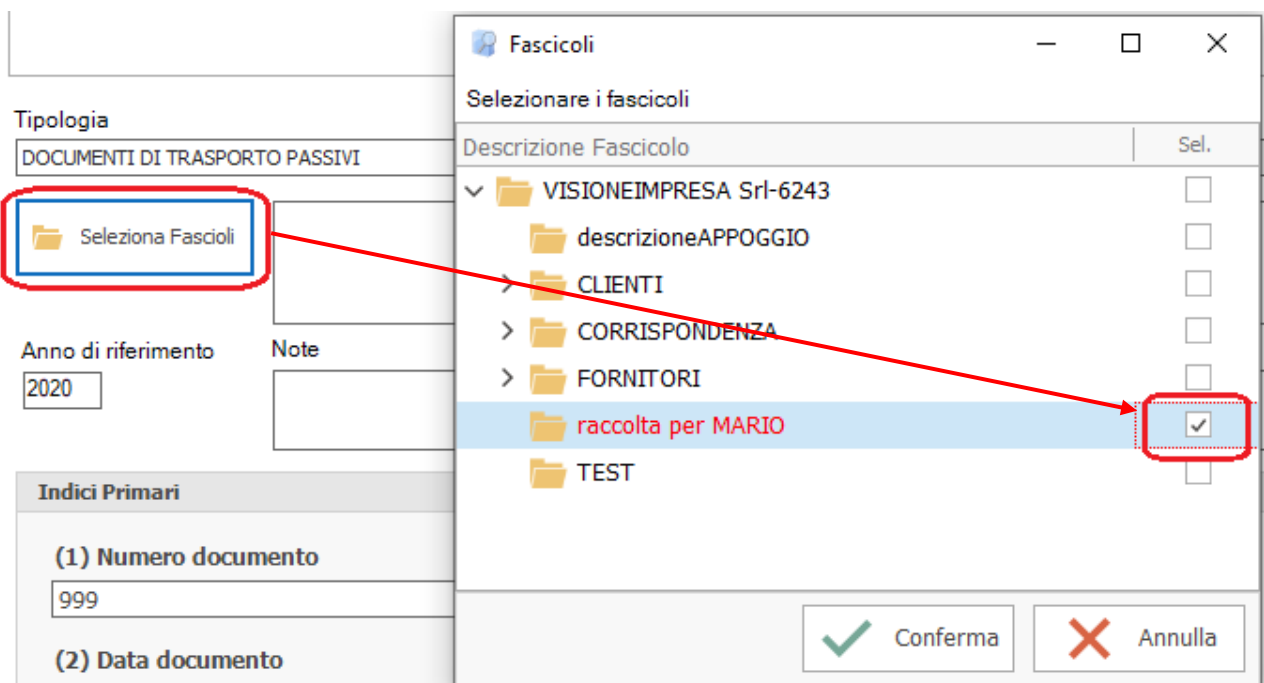 Tipologia
DOCUMENTI DI TRASPORTO PASSIVI
Seleziona Fascioli
Anno di riferimento
Note
2020
Indici Primari
(1) Numero documento
999
(2) Data documento
Fascicoli
Selezionare i fascicoli
Descrizione Fascicolo Sel.
VISIONEIMPRESA Srl-6243
descrizioneAPPOGGIO
CLIENTI
CORRISPONDENZA
FORNITORI
raccolta per MARIO
TEST
Conferma
Annulla